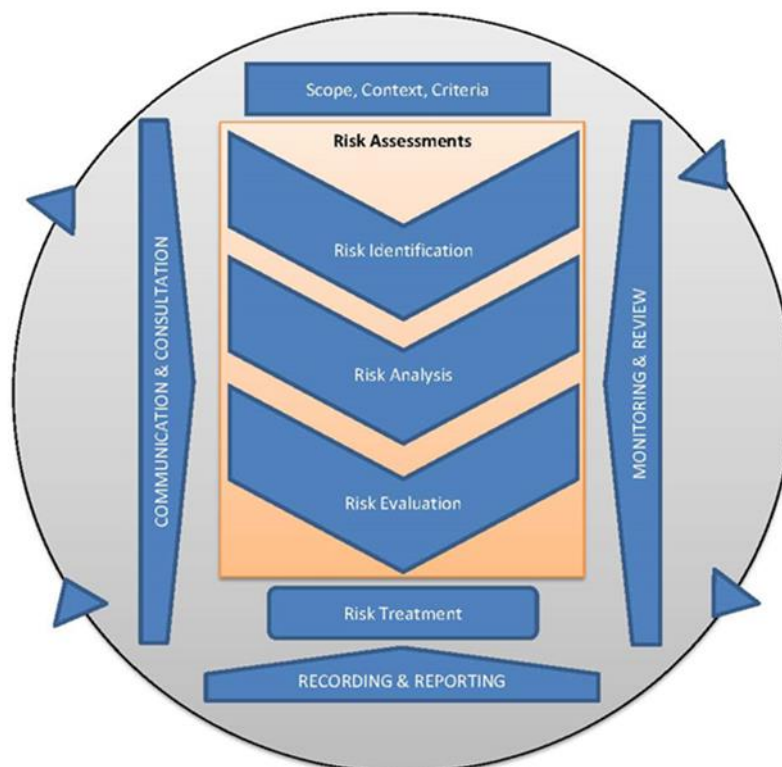 Scope, Context, Criteria
Risk Assessments
Risk Identification
Risk Analysis
Risk Evaluation
Risk Treatment
RECORDING & REPORTING
COMMUNICATION & CONSULTATION
MONITORING & REVIEW